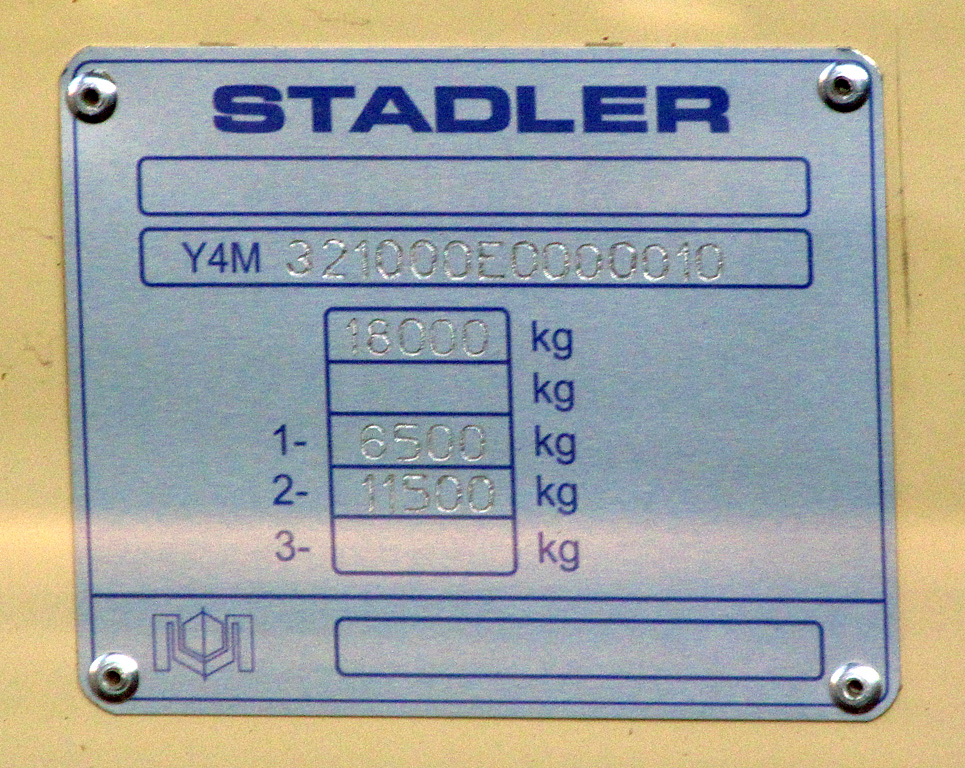 STADLER
Y4M 321000E0000010
18000 kg
kg
1- 6500 kg
2- 11500 kg
3- kg